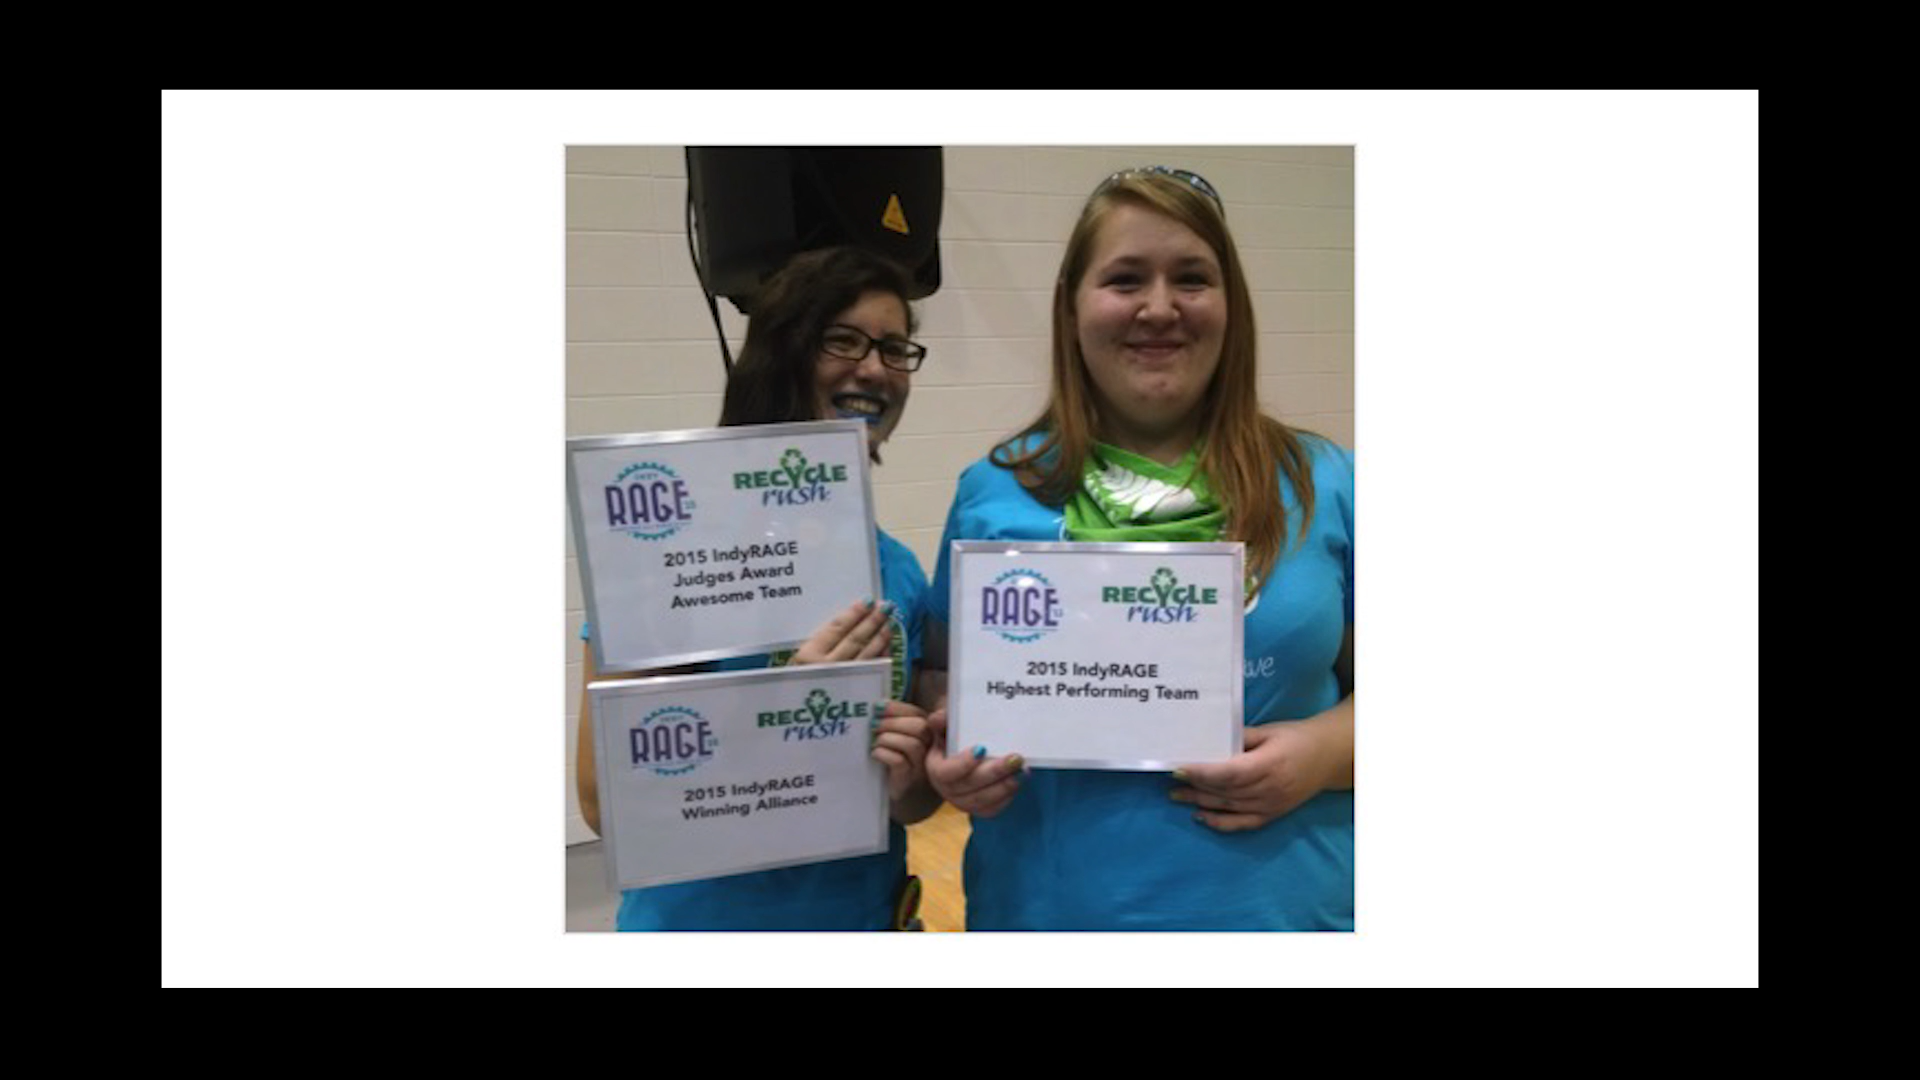 RAGE
RECYCLE
rush
2015 IndyRAGE
Judges Award
Awesome Team
RAGE
RECYCLE
rush
2015 IndyRAGE
Winning Alliance
RAGE
RECYCLE
rush
2015 IndyRAGE
Highest Performing Team